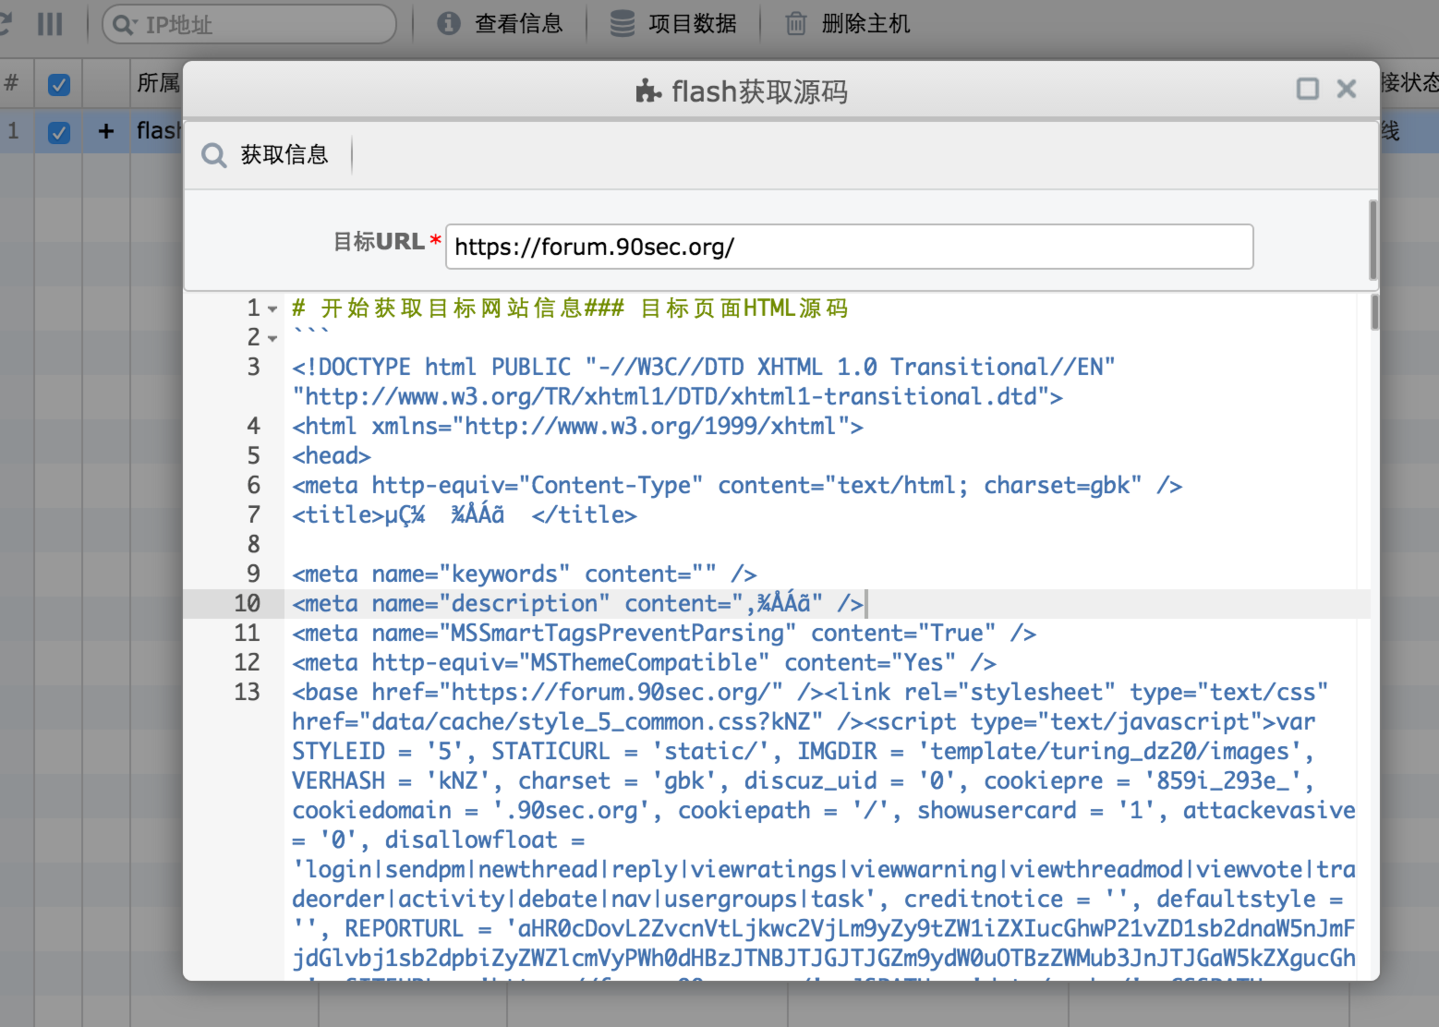 IP地址
查看信息
项目数据
删除主机
#
所属
接状态
1
+
flash
线
flash获取源码
获取信息
目标URL*
https://forum.90sec.org/
1 # 开始获取目标网站信息### 目标页面HTML源码
2 ```
3 <!DOCTYPE html PUBLIC "-//W3C//DTD XHTML 1.0 Transitional//EN"
"http://www.w3.org/TR/xhtml1/DTD/xhtml1-transitional.dtd">
4 <html xmlns="http://www.w3.org/1999/xhtml">
5 <head>
6 <meta http-equiv="Content-Type" content="text/html; charset=gbk" />
7 <title>µÇ¼  ¾ÅÁã  </title>
8
9 <meta name="keywords" content="" />
10 <meta name="description" content=",¾ÅÁã" />
11 <meta name="MSSmartTagsPreventParsing" content="True" />
12 <meta http-equiv="MSThemeCompatible" content="Yes" />
13 <base href="https://forum.90sec.org/" /><link rel="stylesheet" type="text/css"
href="data/cache/style_5_common.css?kNZ" /><script type="text/javascript">var
STYLEID = '5', STATICURL = 'static/', IMGDIR = 'template/turing_dz20/images',
VERHASH = 'kNZ', charset = 'gbk', discuz_uid = '0', cookiepre = '859i_293e_',
cookiedomain = '.90sec.org', cookiepath = '/', showusercard = '1', attackevasive
= '0', disallowfloat =
'login|sendpm|newthread|reply|viewratings|viewwarning|viewthreadmod|viewvote|tra
deorder|activity|debate|nav|usergroups|task', creditnotice = '', defaultstyle =
'', REPORTURL = 'aHR0cDovL2ZvcnVtLjkwc2VjLm9yZy9tZW1iZXIucGhwP21vZD1sb2dnaW5nJmF
jdGlvbj1sb2dpbiZyZWZlcmVyPWh0dHBzJTNBJTJGJTJGZm9ydW0uOTBzZWMub3JnJTJGaW5kZXgucGh